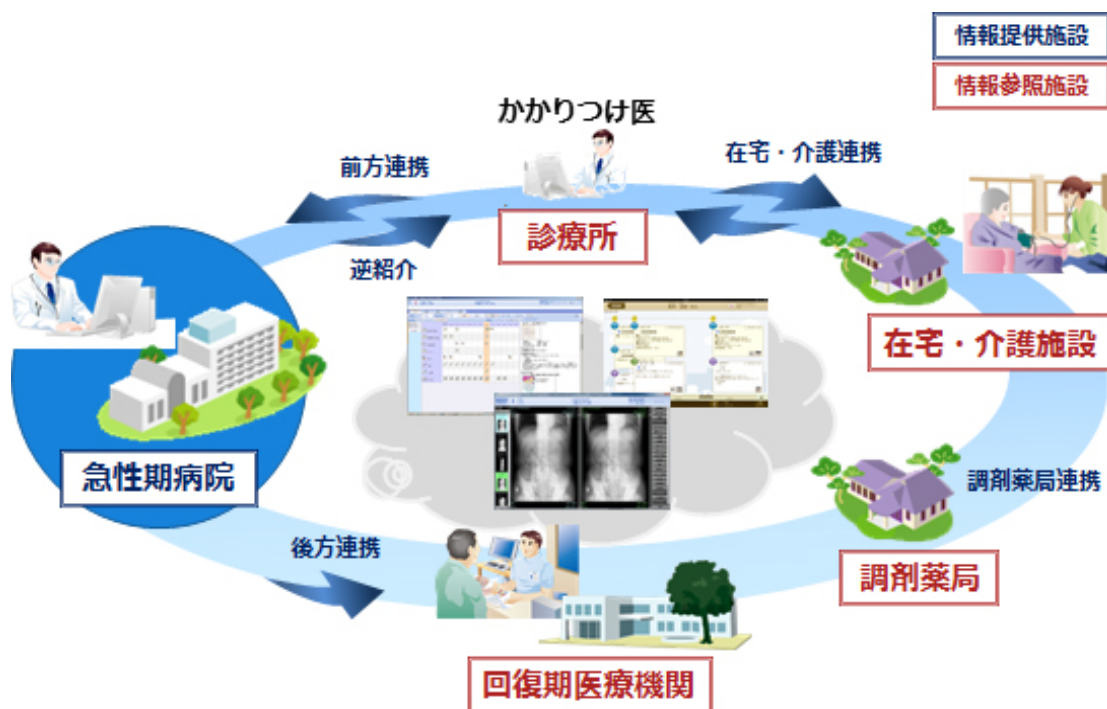 情報提供施設
情報参照施設
かかりつけ医
前方連携
在宅・介護連携
診療所
逆紹介
在宅・介護施設
急性期病院
調剤薬局連携
後方連携
調剤薬局
回復期医療機関